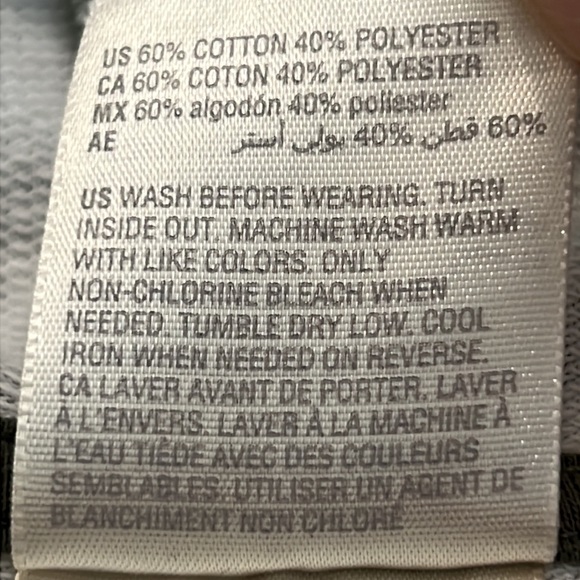 US 60% COTTON 40% POLYESTER
CA 60% COTON 40% POLYESTER
MX 60% algodón 40% poliester
AE 60% قطن 40% بولي أستر
US WASH BEFORE WEARING. TURN
INSIDE OUT. MACHINE WASH WARM
WITH LIKE COLORS. ONLY
NON-CHLORINE BLEACH WHEN
NEEDED. TUMBLE DRY LOW. COOL
IRON WHEN NEEDED ON REVERSE.
CA LAVER AVANT DE PORTER. LAVER
À L'ENVERS. LAVER À LA MACHINE À
L'EAU TIÈDE AVEC DES COULEURS
SEMBLABLES. UTILISER UN AGENT DE
BLANCHIMENT NON CHLORÉ